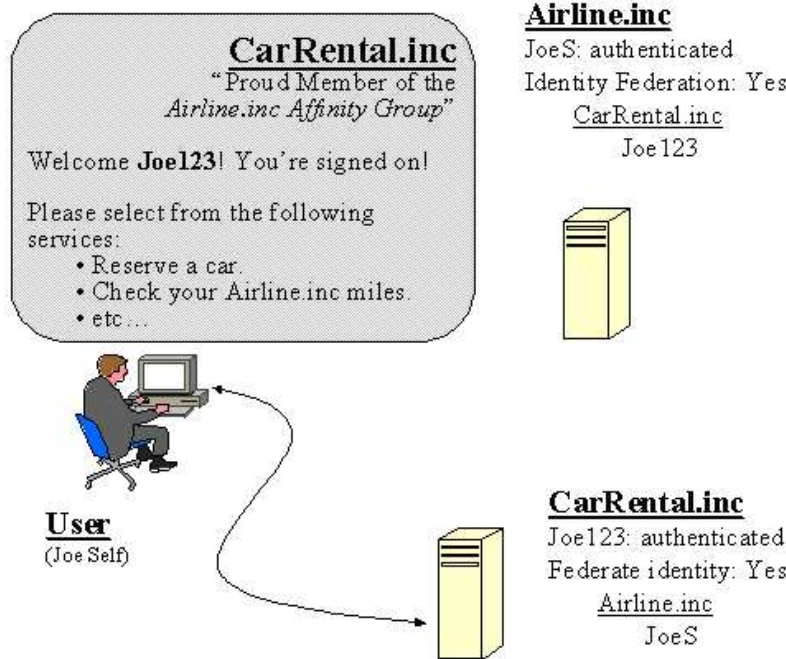 CarRental.inc
“Proud Member of the
Airline.inc Affinity Group”
Welcome Joe123! You’re signed on!
Please select from the following
services:
• Reserve a car.
• Check your Airline.inc miles.
• etc…
Airline.inc
JoeS: authenticated
Identity Federation: Yes
CarRental.inc
Joe123
User
(Joe Self)
CarRental.inc
Joe123: authenticated
Federate identity: Yes
Airline.inc
JoeS